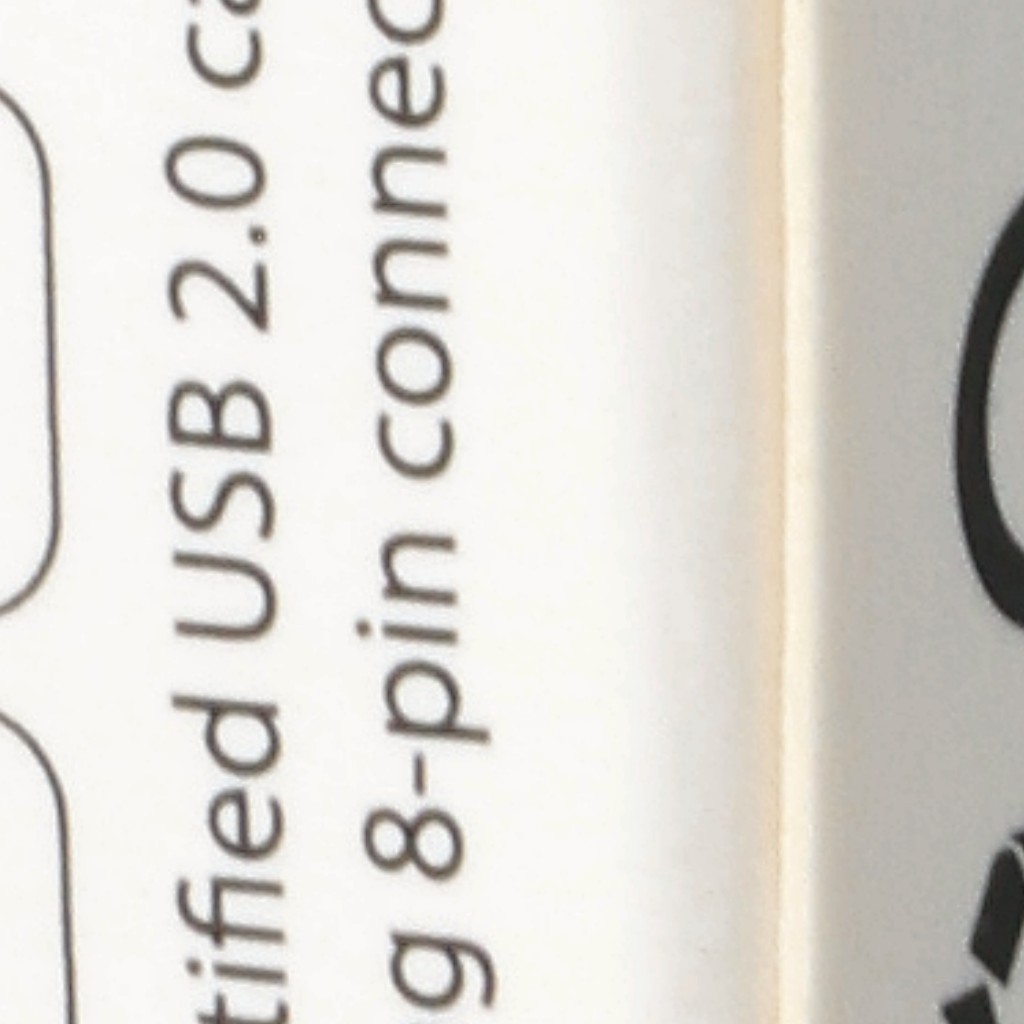 tified USB 2.0 ca
g 8-pin connec